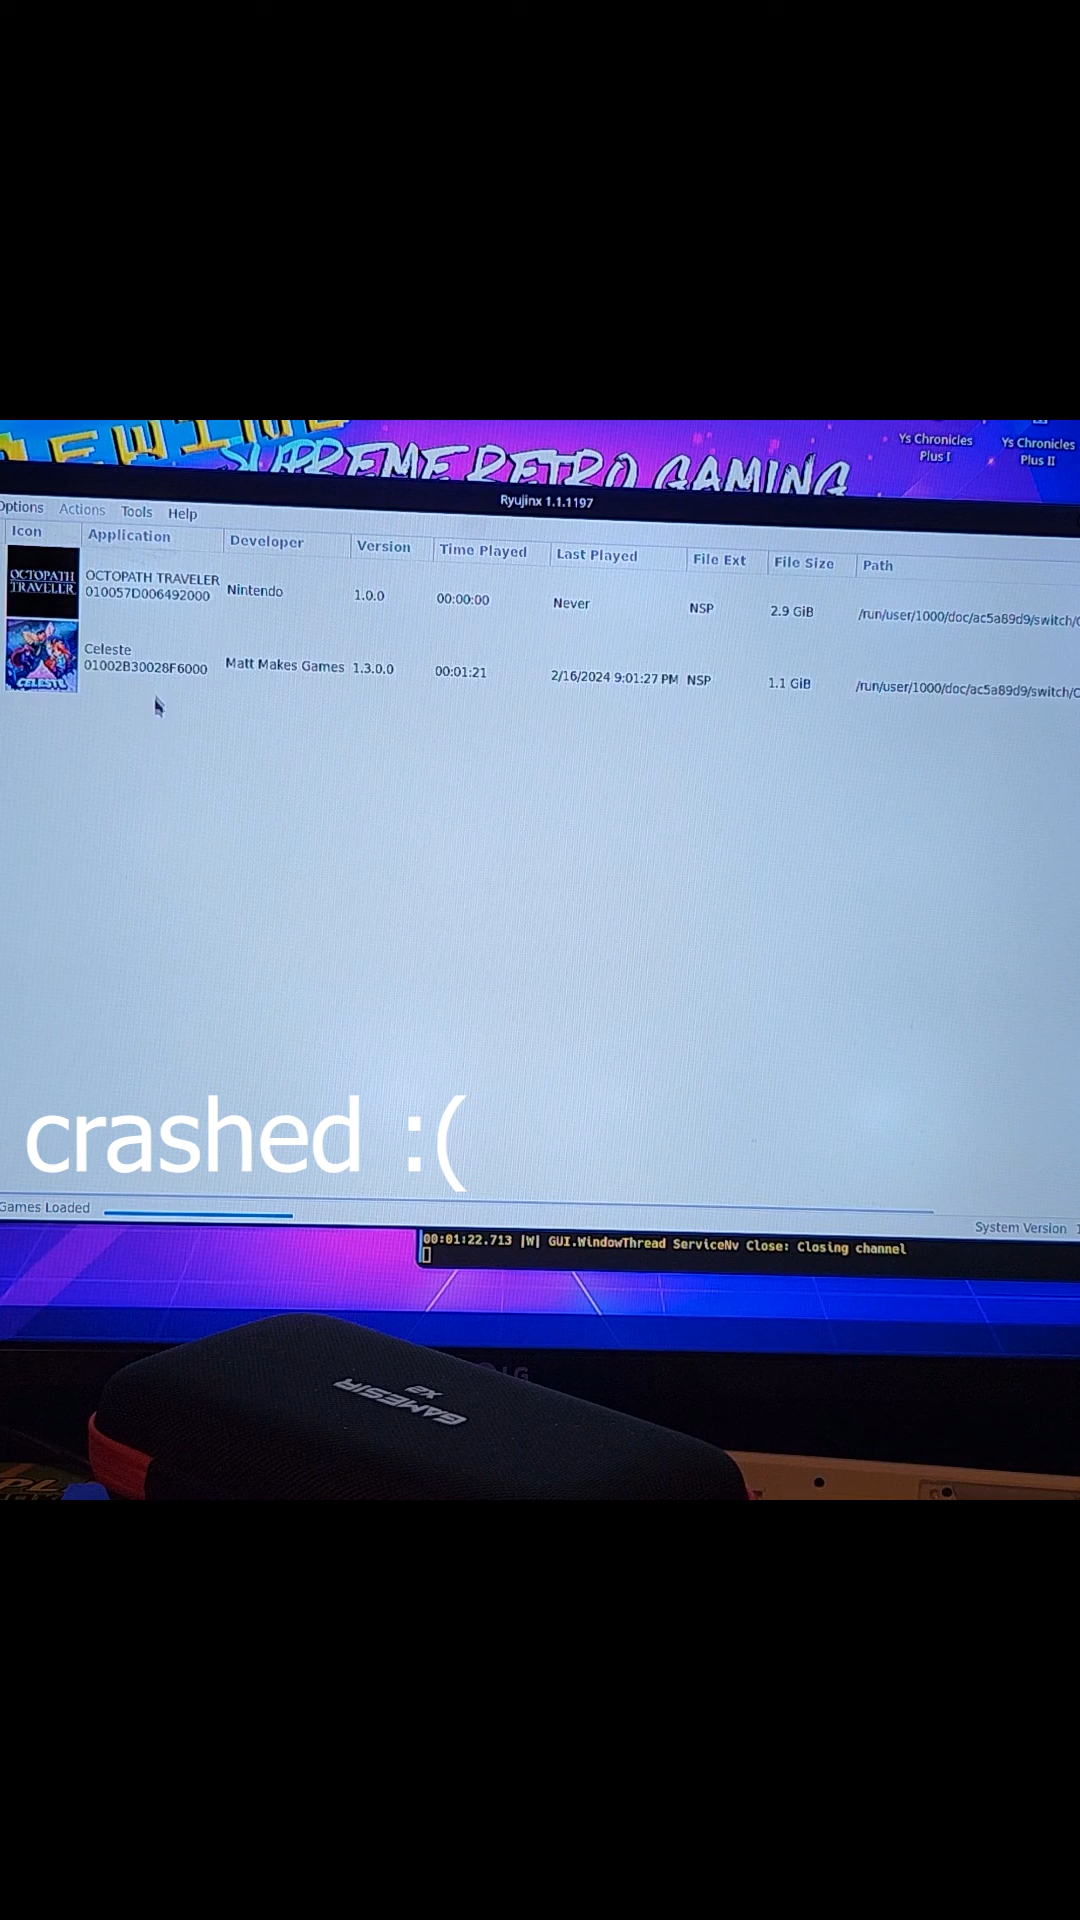 SUPREME RETRO GAMING
Ys Chronicles Plus I
Ys Chronicles Plus II
Ryujinx 1.1.1197
Options Actions Tools Help
Icon Application Developer Version Time Played Last Played File Ext File Size Path
OCTOPATH TRAVELER
OCTOPATH TRAVELER 010057D006492000 Nintendo 1.0.0 00:00:00 Never NSP 2.9 GiB /run/user/1000/doc/ac5a89d9/switch/
CELESTE
Celeste 01002B30028F6000 Matt Makes Games 1.3.0.0 00:01:21 2/16/2024 9:01:27 PM NSP 1.1 GiB /run/user/1000/doc/ac5a89d9/switch/
crashed :(
Games Loaded
System Version 1
00:01:22.713 |W| GUI.WindowThread ServiceNv Close: Closing channel
LG
GAMESIR
X2